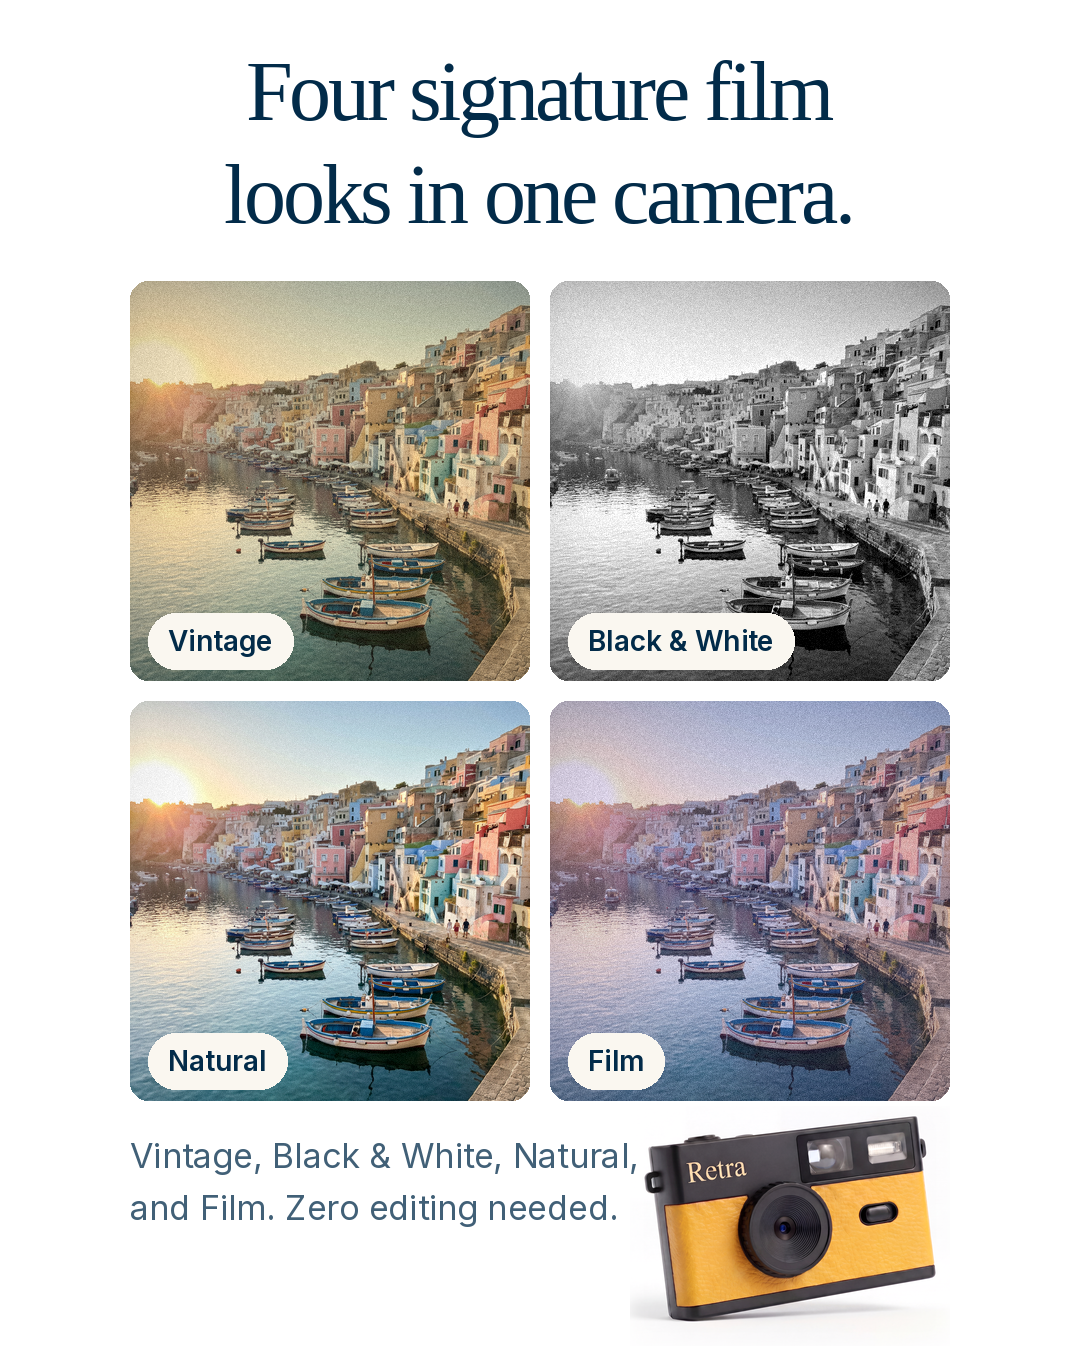 Four signature film
looks in one camera.
Vintage
Black & White
Natural
Film
Vintage, Black & White, Natural,
and Film. Zero editing needed.
Retra